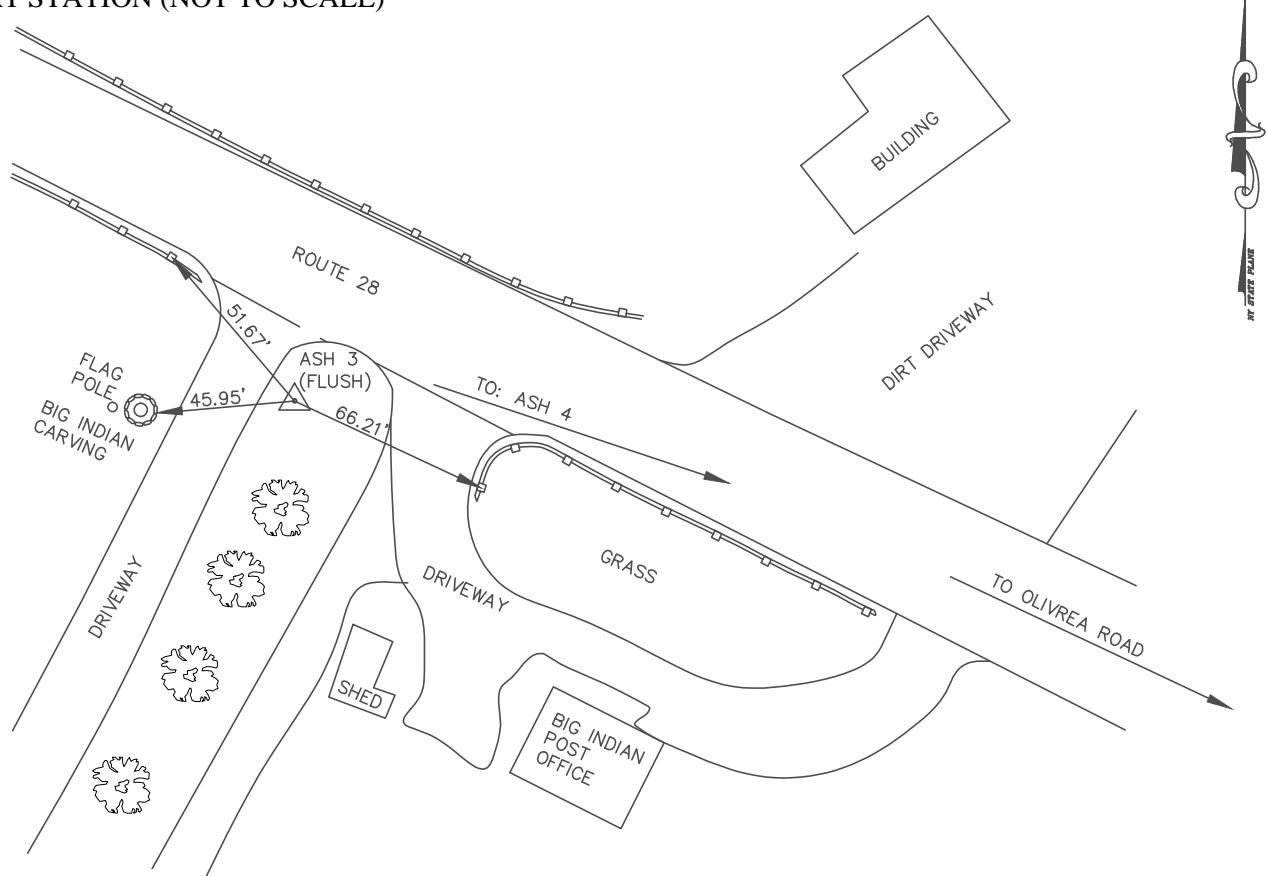 STATION (NOT TO SCALE)
BUILDING
NY STATE PLANE
ROUTE 28
DIRT DRIVEWAY
51.67'
ASH 3
(FLUSH)
FLAG
POLE
45.95'
TO: ASH 4
66.21'
BIG INDIAN
CARVING
GRASS
DRIVEWAY
DRIVEWAY
TO OLIVREA ROAD
SHED
BIG INDIAN
POST
OFFICE